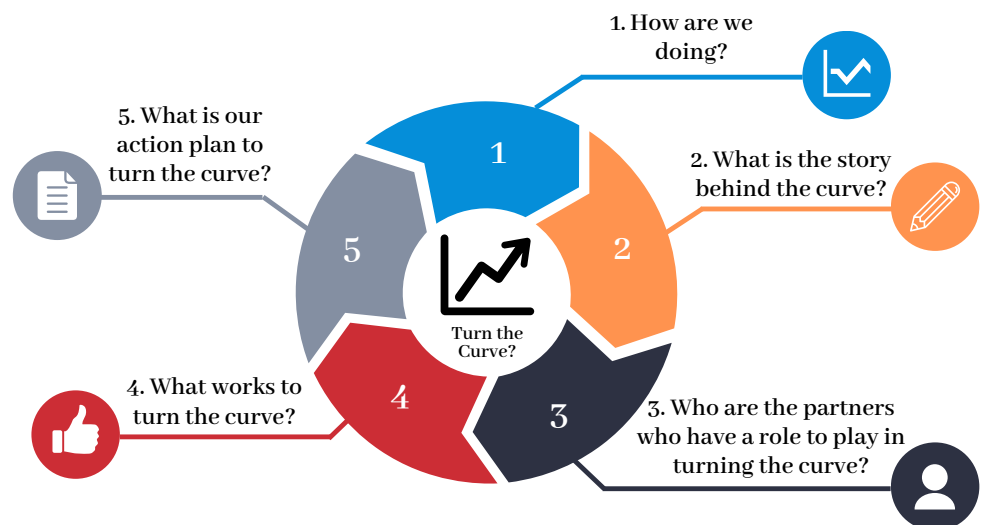 1. How are we
doing?
5. What is our
action plan to
turn the curve?
1
2. What is the story
behind the curve?
2
5
Turn the
Curve?
4. What works to
turn the curve?
4
3
3. Who are the partners
who have a role to play in
turning the curve?